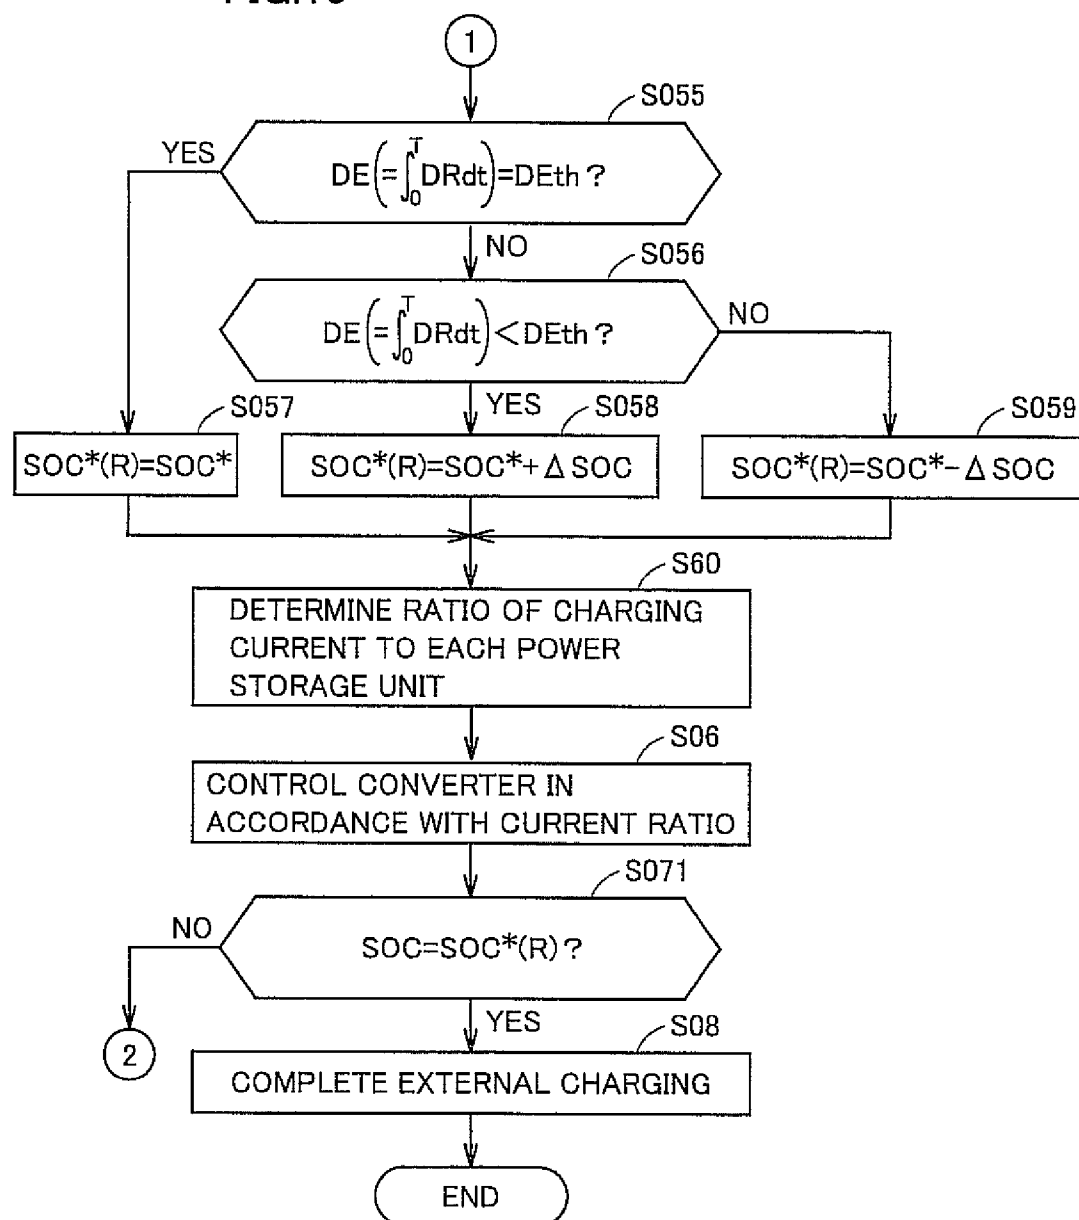 1
S055
YES
DE(=∫₀ᵀDRdt)=DEth?
NO
S056
DE(=∫₀ᵀDRdt)<DEth?
NO
YES
S057
SOC*(R)=SOC*
S058
SOC*(R)=SOC*+ΔSOC
S059
SOC*(R)=SOC*-ΔSOC
S60
DETERMINE RATIO OF CHARGING
CURRENT TO EACH POWER
STORAGE UNIT
S06
CONTROL CONVERTER IN
ACCORDANCE WITH CURRENT RATIO
S071
NO
SOC=SOC*(R)?
YES
2
S08
COMPLETE EXTERNAL CHARGING
END